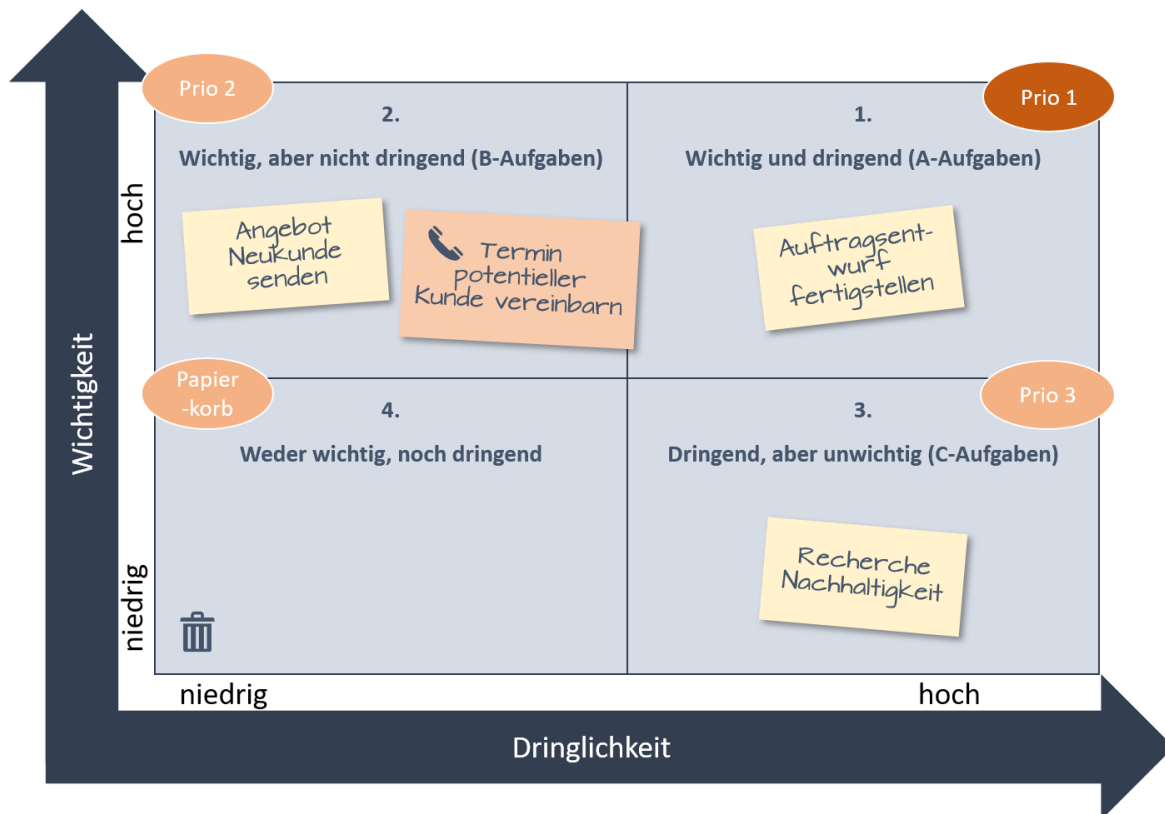 Prio 2
Prio 1
2.
Wichtig, aber nicht dringend (B-Aufgaben)
1.
Wichtig und dringend (A-Aufgaben)
hoch
Angebot
Neukunde
senden
Termin
potentieller
Kunde vereinbarn
Auftragsent-
wurf
fertigstellen
Wichtigkeit
Papier
-korb
Prio 3
4.
Weder wichtig, noch dringend
3.
Dringend, aber unwichtig (C-Aufgaben)
Recherche
Nachhaltigkeit
niedrig
niedrig
hoch
Dringlichkeit